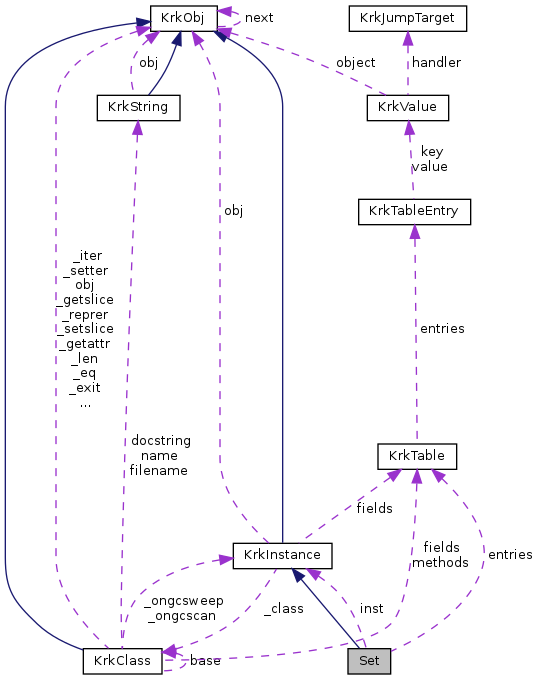 KrkObj
next
KrkJumpTarget
obj
object
handler
KrkString
KrkValue
key
value
KrkTableEntry
obj
_iter
_setter
obj
_getslice
_reprer
_setslice
_getattr
_len
_eq
_exit
...
entries
docstring
name
filename
KrkTable
fields
KrkInstance
fields
methods
entries
_ongcsweep
_ongcscan
_class
inst
KrkClass
base
Set